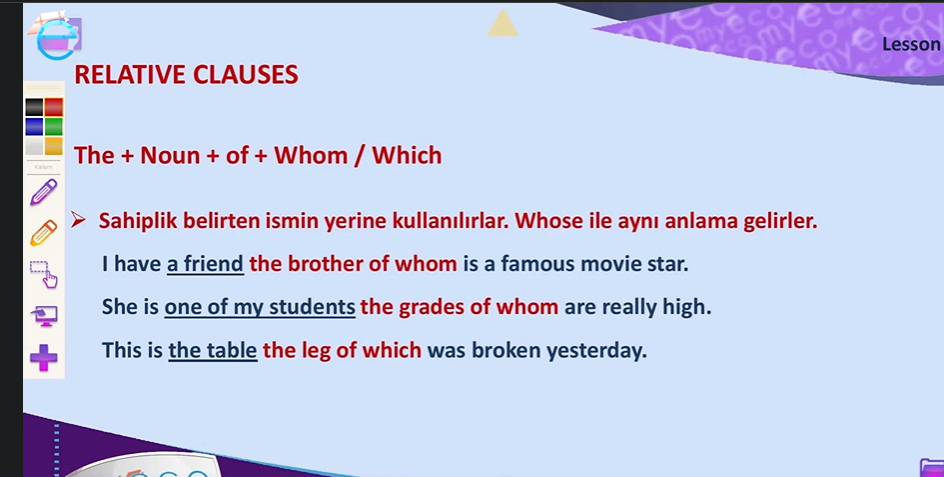 Lesson
RELATIVE CLAUSES
Kalem
The + Noun + of + Whom / Which
Sahiplik belirten ismin yerine kullanılırlar. Whose ile aynı anlama gelirler.
I have a friend the brother of whom is a famous movie star.
She is one of my students the grades of whom are really high.
This is the table the leg of which was broken yesterday.